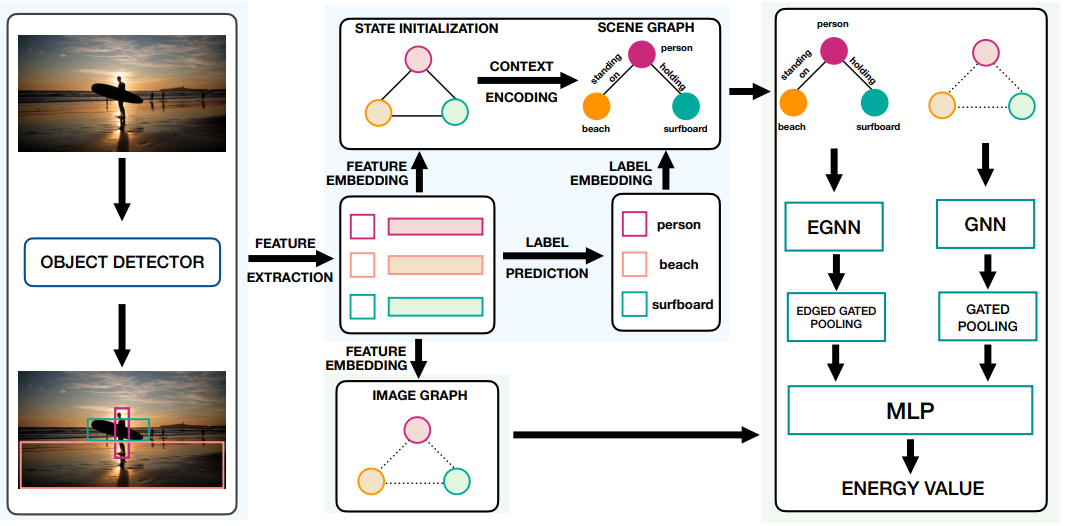 OBJECT DETECTOR
FEATURE
EXTRACTION
STATE INITIALIZATION
CONTEXT
ENCODING
SCENE GRAPH
person
standing
on
holding
beach
surfboard
FEATURE
EMBEDDING
LABEL
EMBEDDING
LABEL
PREDICTION
person
beach
surfboard
FEATURE
EMBEDDING
IMAGE GRAPH
person
standing
on
holding
beach
surfboard
EGNN
GNN
EDGED GATED
POOLING
GATED
POOLING
MLP
ENERGY VALUE